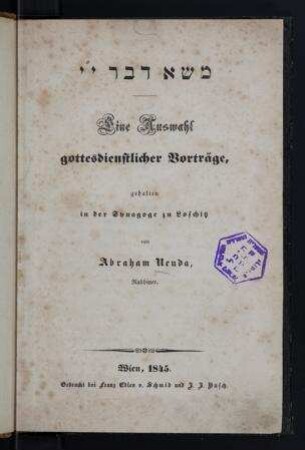 משא דבר י״י
Eine Auswahl
gottesdienstlicher Vorträge,
gehalten
in der Synagoge zu Loschitz
von
Abraham Neuda,
Rabbiner.
Wien, 1845.
Gedruckt bei Franz Edlen v. Schmid und J. J. Busch.